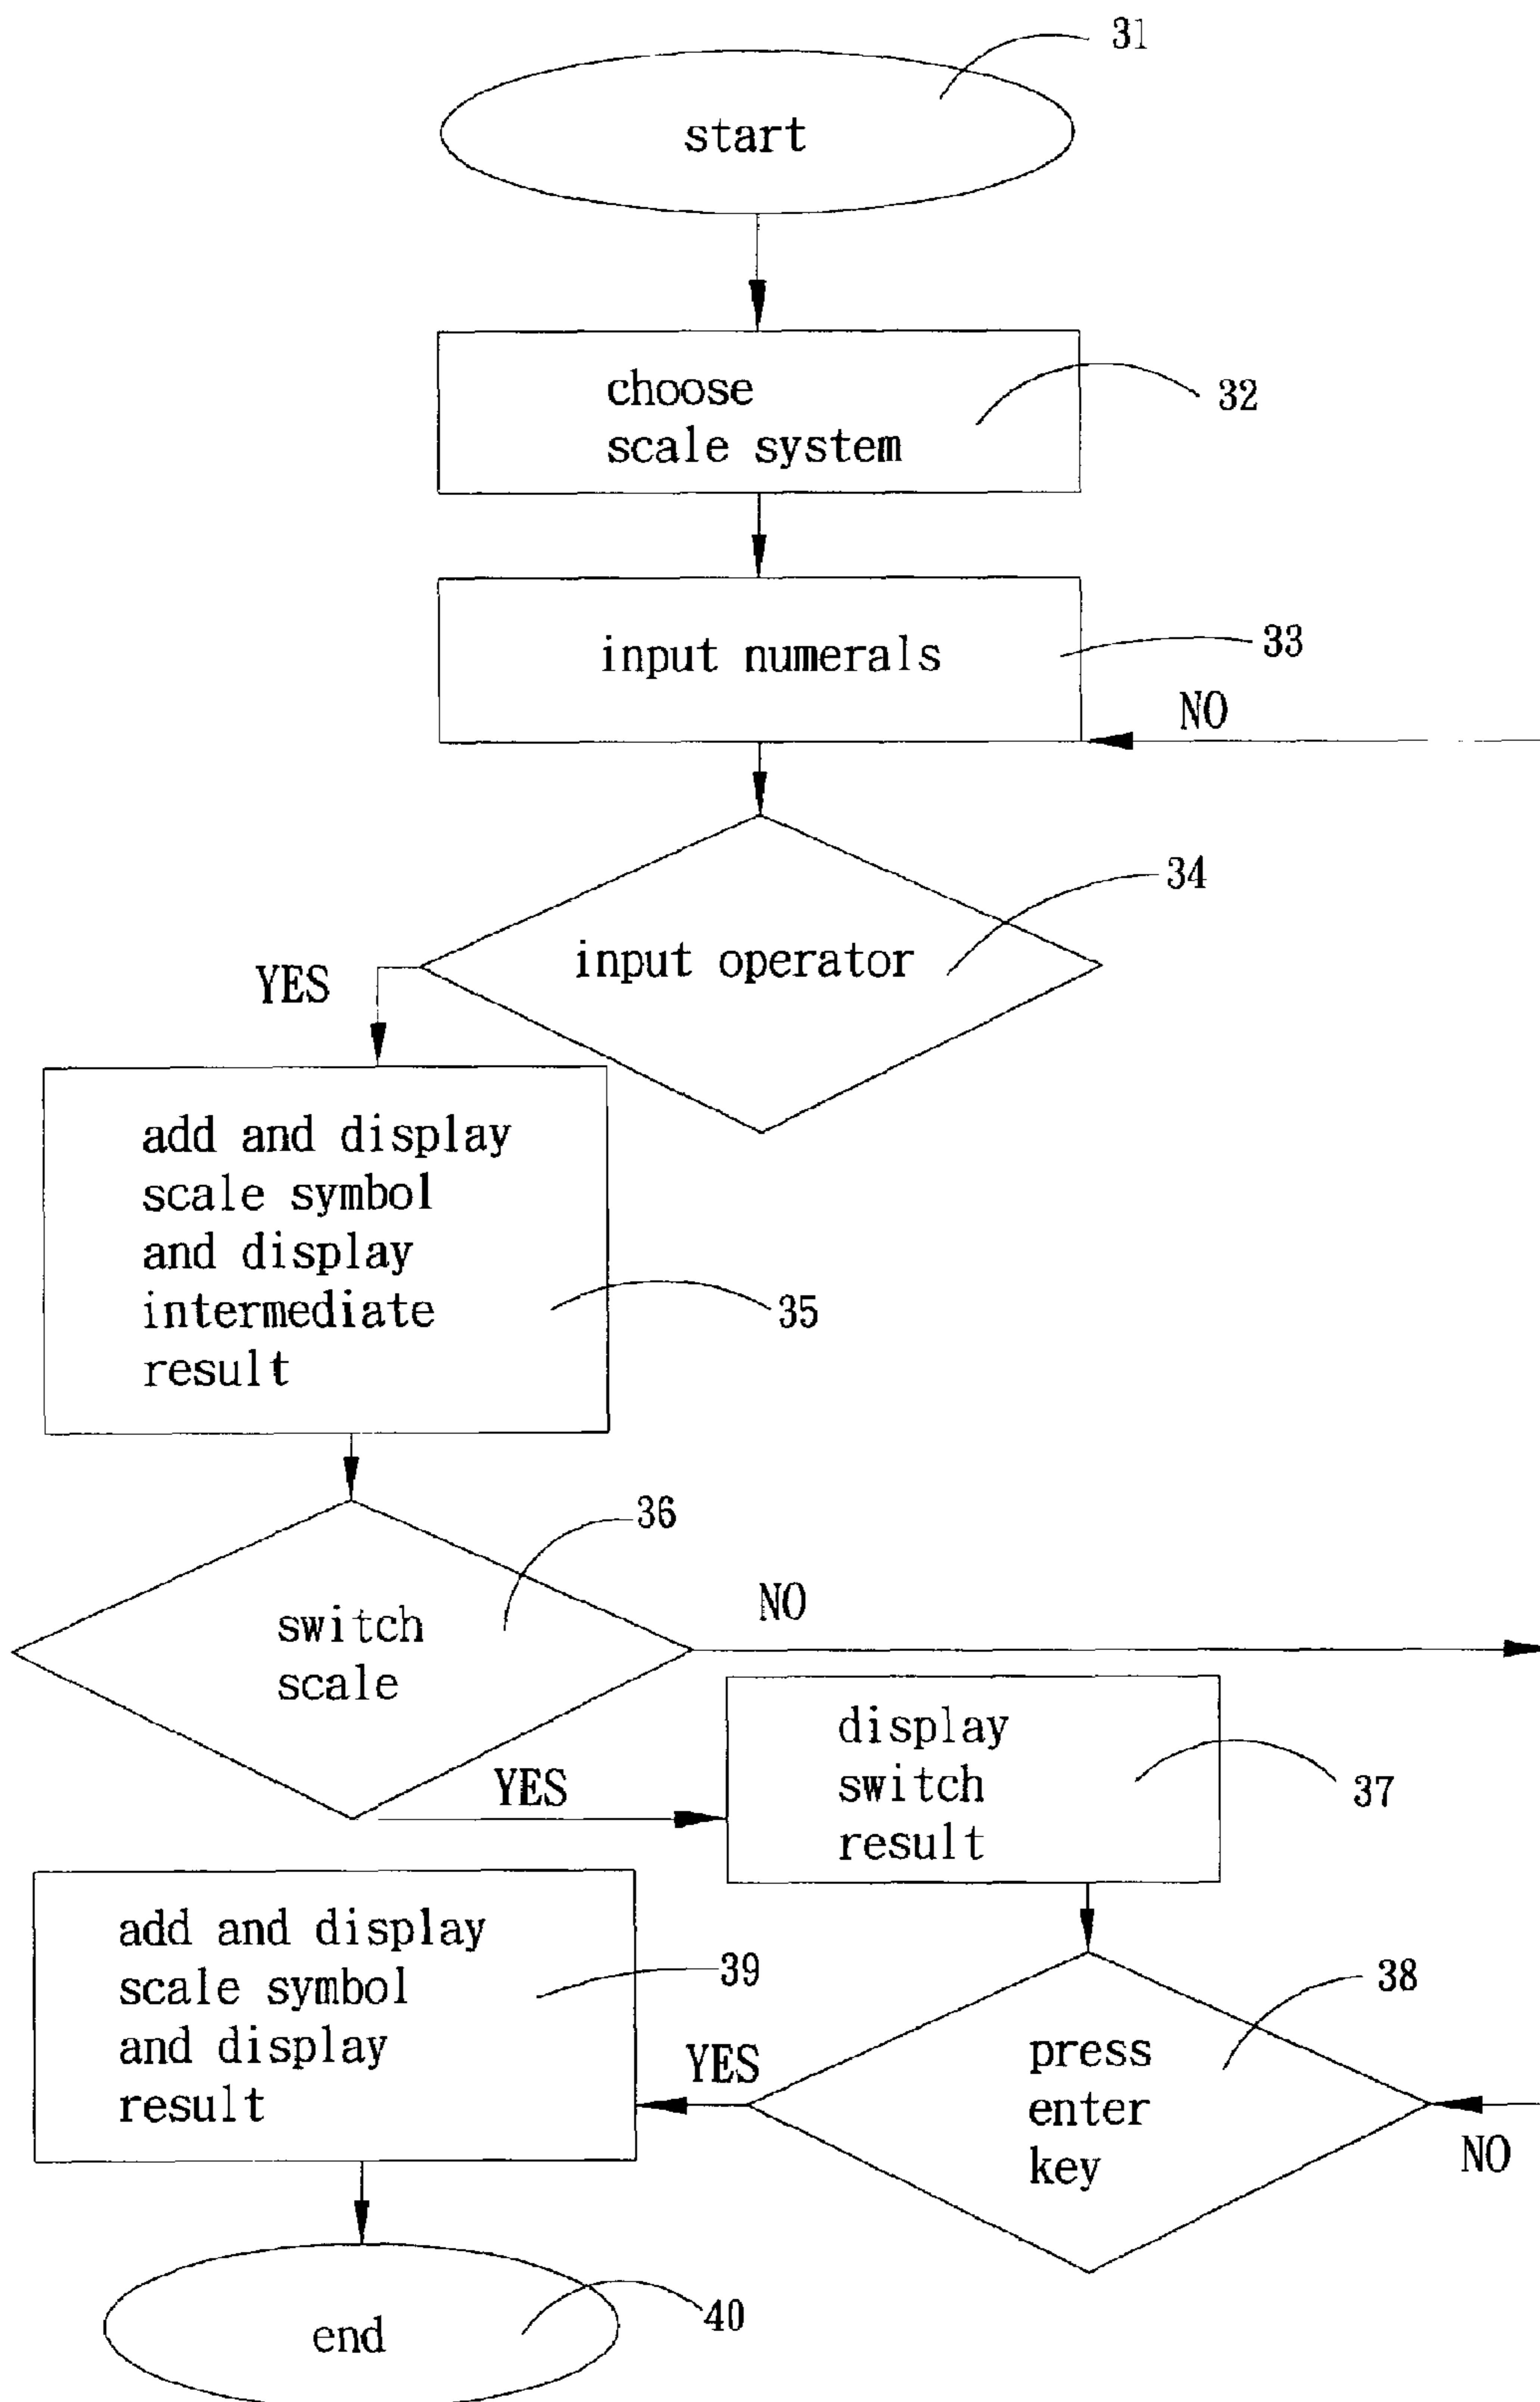 31
start
choose
scale system
32
input numerals
33
NO
34
input operator
YES
add and display
scale symbol
and display
intermediate
result
35
36
switch
scale
NO
display
switch
result
37
YES
add and display
scale symbol
and display
result
39
38
press
enter
key
YES
NO
end
40